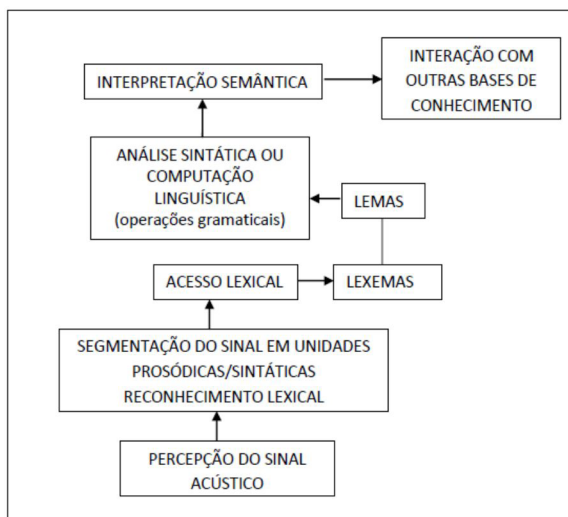 INTERPRETAÇÃO SEMÂNTICA
INTERAÇÃO COM
OUTRAS BASES DE
CONHECIMENTO
ANÁLISE SINTÁTICA OU
COMPUTAÇÃO
LINGUÍSTICA
(operações gramaticais)
LEMAS
ACESSO LEXICAL
LEXEMAS
SEGMENTAÇÃO DO SINAL EM UNIDADES
PROSÓDICAS/SINTÁTICAS
RECONHECIMENTO LEXICAL
PERCEPÇÃO DO SINAL
ACÚSTICO